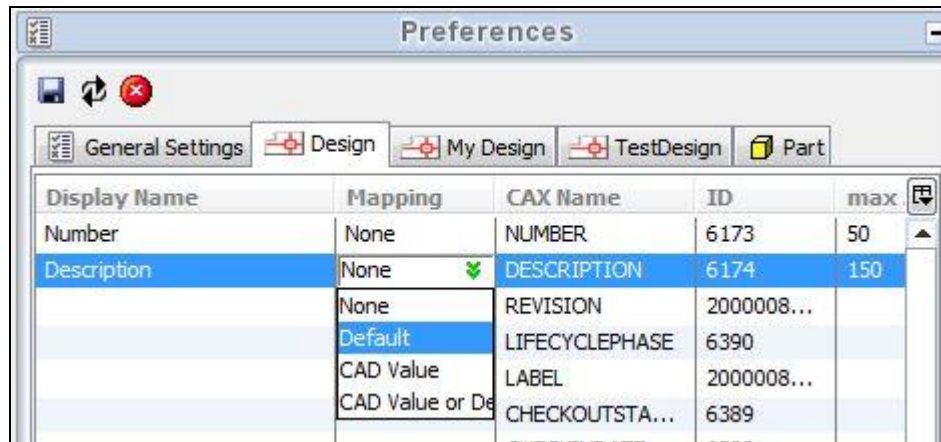 Preferences
General Settings Design My Design TestDesign Part
Display Name Mapping CAX Name ID max
Number None NUMBER 6173 50
Description None DESCRIPTION 6174 150
None REVISION 2000008...
Default LIFECYCLEPHASE 6390
CAD Value LABEL 2000008...
CAD Value or De CHECKOUTSTA... 6389